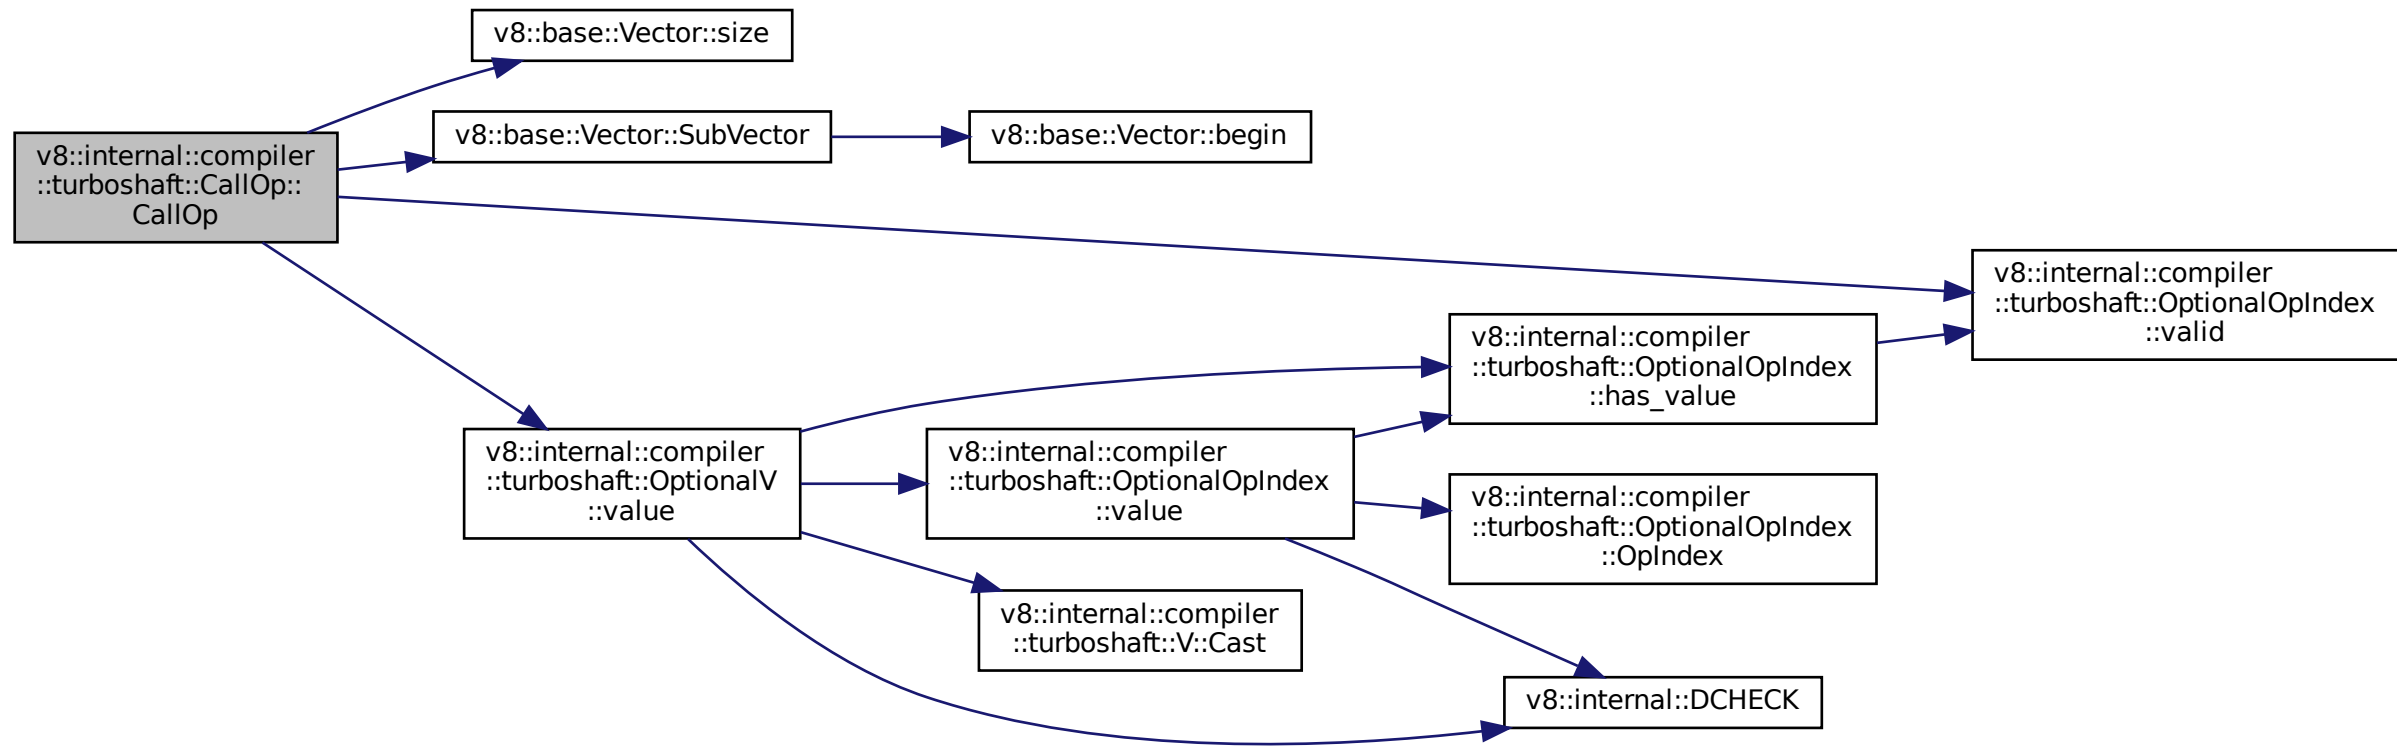 v8::base::Vector::size
v8::base::Vector::SubVector
v8::base::Vector::begin
v8::internal::compiler
::turboshaft::CallOp::
CallOp
v8::internal::compiler
::turboshaft::OptionalOpIndex
::valid
v8::internal::compiler
::turboshaft::OptionalOpIndex
::has_value
v8::internal::compiler
::turboshaft::OptionalV
::value
v8::internal::compiler
::turboshaft::OptionalOpIndex
::value
v8::internal::compiler
::turboshaft::OptionalOpIndex
::OpIndex
v8::internal::compiler
::turboshaft::V::Cast
v8::internal::DCHECK